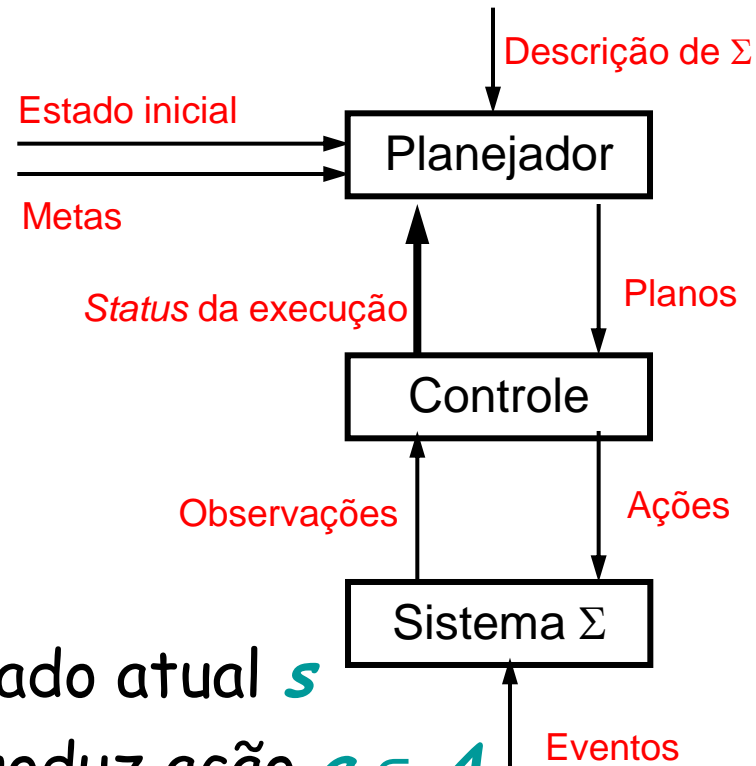 Descrição de Σ
Estado inicial
Planejador
Metas
Status da execução
Planos
Controle
Observações
Ações
Sistema Σ
ado atual s
Eventos